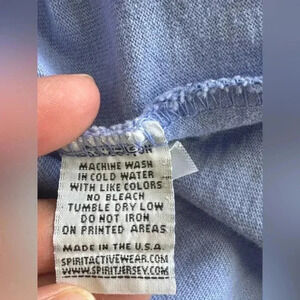 MACHINE WASH
IN COLD WATER
WITH LIKE COLORS
NO BLEACH
TUMBLE DRY LOW
DO NOT IRON
ON PRINTED AREAS
MADE IN THE U.S.A.
SPIRITACTIVEWEAR.COM
WWW.SPIRITJERSEY.COM